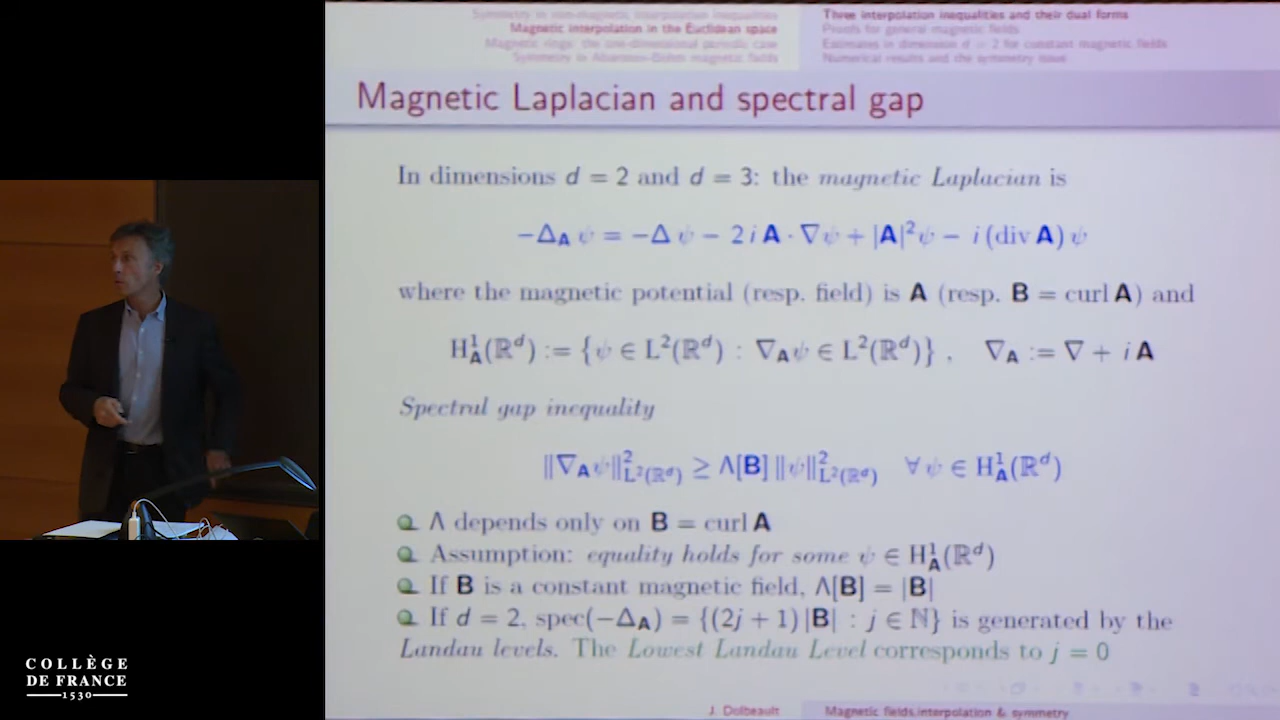 Symmetry in non-magnetic interpolation inequalities
Magnetic interpolation in the Euclidean space
Magnetic rings: the one-dimensional periodic case
Symmetry in Aharonov-Bohm magnetic fields
Three interpolation inequalities and their dual forms
Proofs for general magnetic fields
Estimates in dimension d = 2 for constant magnetic fields
Numerical results and the symmetry issue
Magnetic Laplacian and spectral gap
In dimensions d = 2 and d = 3: the magnetic Laplacian is
−Δ_A ψ = −Δ ψ − 2 i A · ∇ψ + |A|²ψ − i (div A) ψ
where the magnetic potential (resp. field) is A (resp. B = curl A) and
H¹_A(ℝᵈ) := {ψ ∈ L²(ℝᵈ) : ∇_A ψ ∈ L²(ℝᵈ)} , ∇_A := ∇ + i A
Spectral gap inequality
‖∇_A ψ‖²_{L²(ℝᵈ)} ≥ Λ[B] ‖ψ‖²_{L²(ℝᵈ)} ∀ ψ ∈ H¹_A(ℝᵈ)
Λ depends only on B = curl A
Assumption: equality holds for some ψ ∈ H¹_A(ℝᵈ)
If B is a constant magnetic field, Λ[B] = |B|
If d = 2, spec(−Δ_A) = {(2j + 1) |B| : j ∈ ℕ} is generated by the
Landau levels. The Lowest Landau Level corresponds to j = 0
J. Dolbeault
Magnetic fields, interpolation & symmetry
COLLÈGE
DE FRANCE
1530